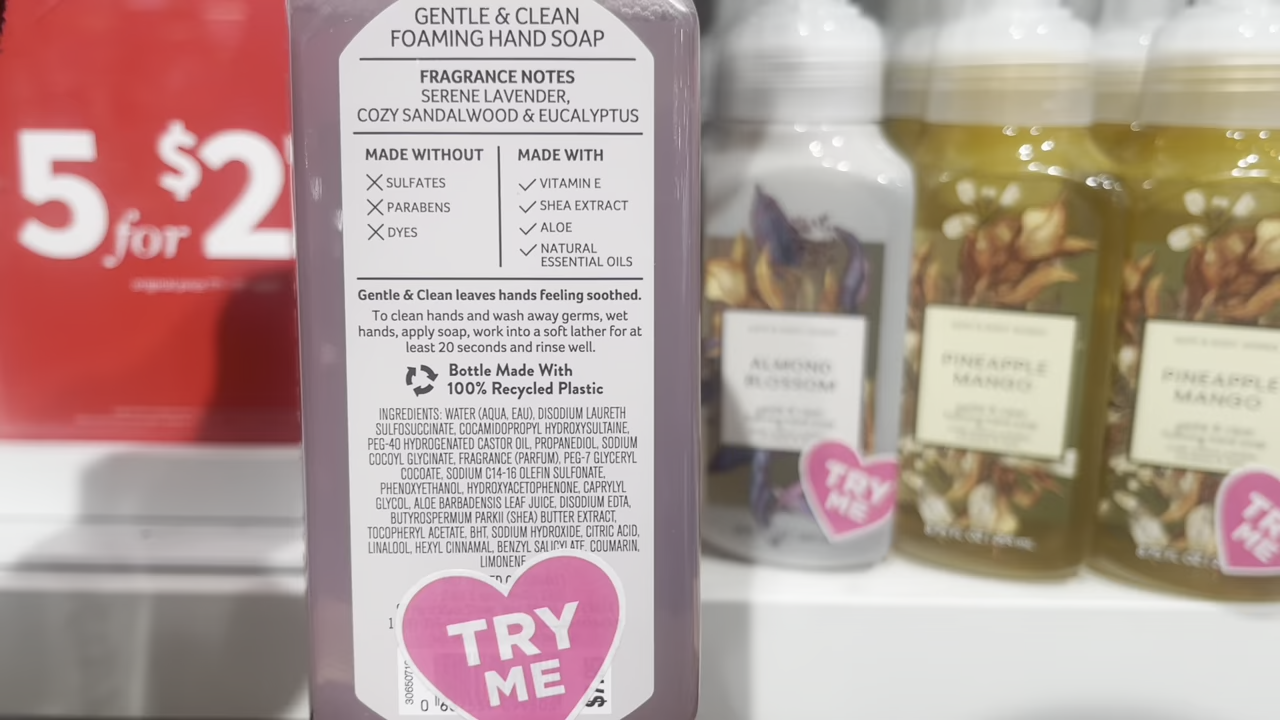 5 for $2
GENTLE & CLEAN
FOAMING HAND SOAP
FRAGRANCE NOTES
SERENE LAVENDER,
COZY SANDALWOOD & EUCALYPTUS
MADE WITHOUT
SULFATES
PARABENS
DYES
MADE WITH
VITAMIN E
SHEA EXTRACT
ALOE
NATURAL
ESSENTIAL OILS
Gentle & Clean leaves hands feeling soothed.
To clean hands and wash away germs, wet
hands, apply soap, work into a soft lather for at
least 20 seconds and rinse well.
Bottle Made With
100% Recycled Plastic
INGREDIENTS: WATER (AQUA, EAU), DISODIUM LAURETH
SULFOSUCCINATE, COCAMIDOPROPYL HYDROXYSULTAINE,
PEG-40 HYDROGENATED CASTOR OIL, PROPANEDIOL, SODIUM
COCOYL GLYCINATE, FRAGRANCE (PARFUM), PEG-7 GLYCERYL
COCOATE, SODIUM C14-16 OLEFIN SULFONATE,
PHENOXYETHANOL, HYDROXYACETOPHENONE, CAPRYLYL
GLYCOL, ALOE BARBADENSIS LEAF JUICE, DISODIUM EDTA,
BUTYROSPERMUM PARKII (SHEA) BUTTER EXTRACT,
TOCOPHERYL ACETATE, BHT, SODIUM HYDROXIDE, CITRIC ACID,
LINALOOL, HEXYL CINNAMAL, BENZYL SALICYLATE, COUMARIN,
LIMONENE
TRY
ME
ALMOND
BLOSSOM
TRY
ME
PINEAPPLE
MANGO
PINEAPPLE
MANGO
TRY
ME